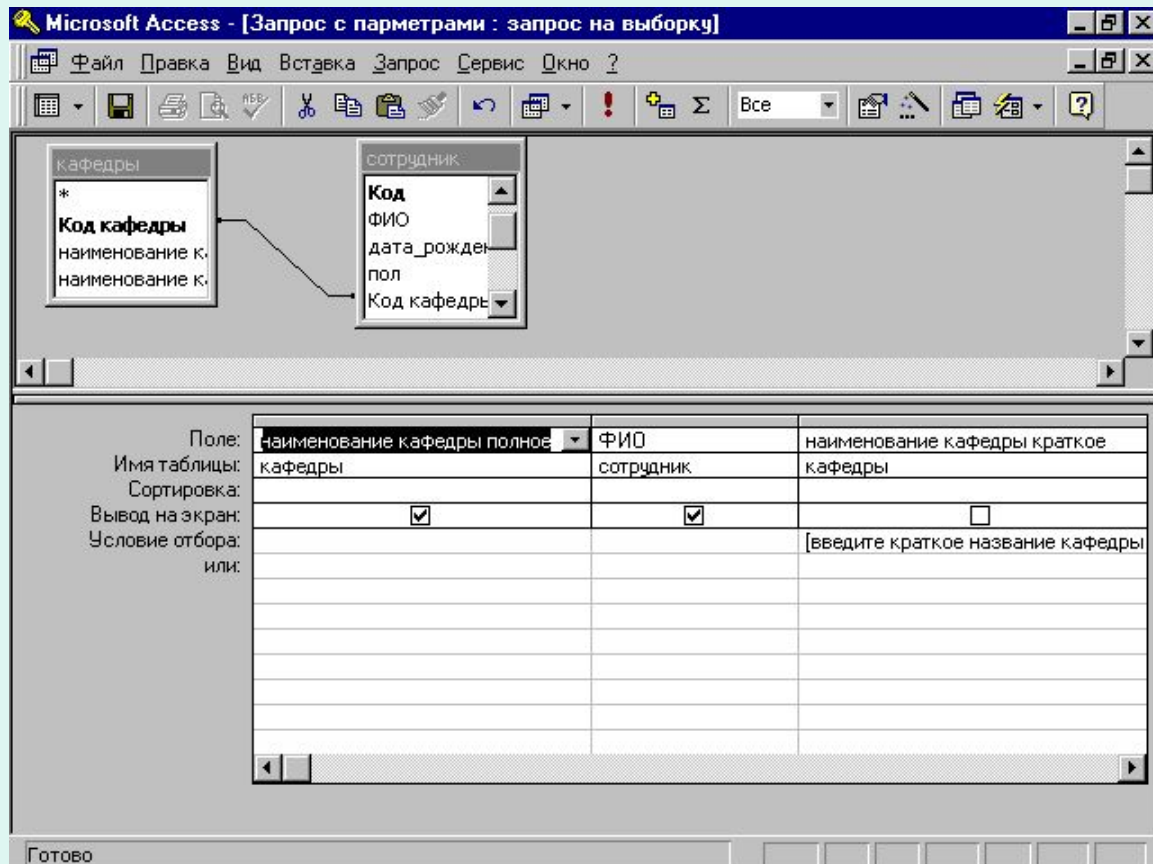 Microsoft Access - [Запрос с парметрами : запрос на выборку]
Файл Правка Вид Вставка Запрос Сервис Окно ?
Все
кафедры
*
Код кафедры
наименование ка
наименование ка
сотрудник
Код
ФИО
дата_рожден
пол
Код кафедры
Поле: наименование кафедры полное ФИО наименование кафедры краткое
Имя таблицы: кафедры сотрудник кафедры
Сортировка:
Вывод на экран:
Условие отбора: [введите краткое название кафедры
или:
Готово